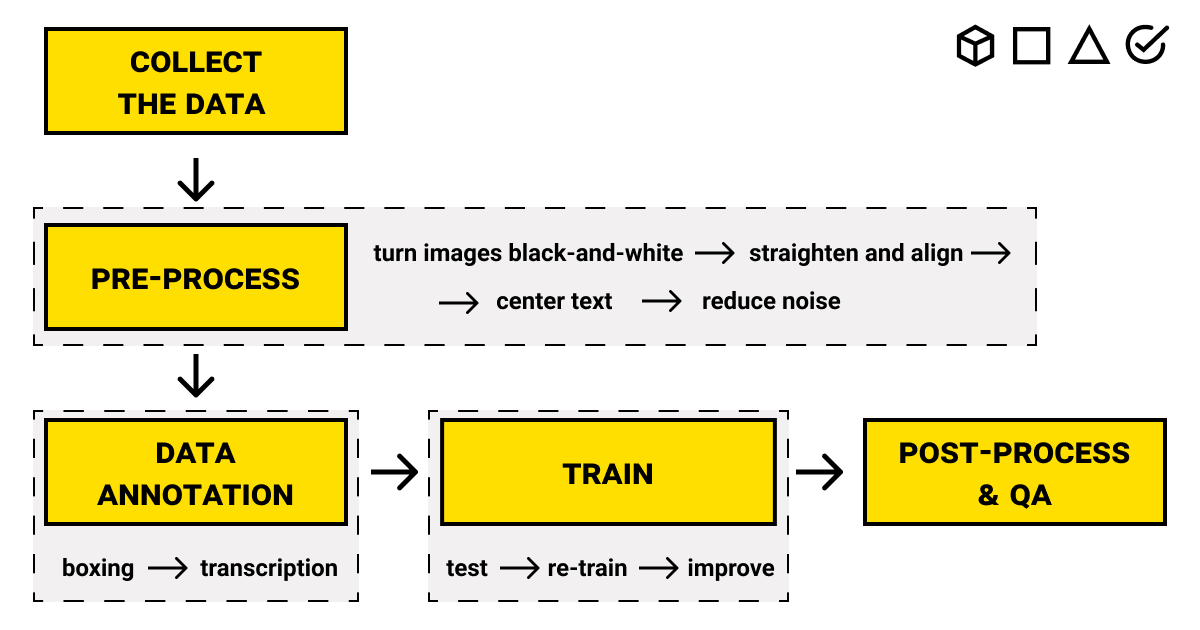 COLLECT
THE DATA
PRE-PROCESS
turn images black-and-white
straighten and align
center text
reduce noise
DATA
ANNOTATION
boxing
transcription
TRAIN
test
re-train
improve
POST-PROCESS
& QA